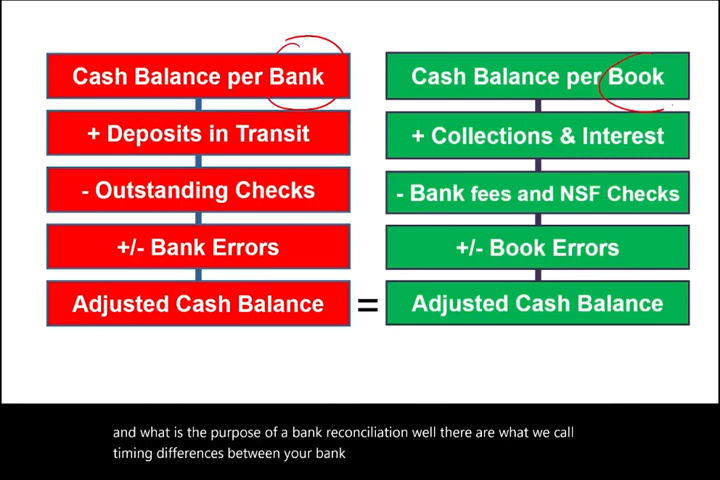 Cash Balance per Bank
+ Deposits in Transit
- Outstanding Checks
+/- Bank Errors
Adjusted Cash Balance
=
Cash Balance per Book
+ Collections & Interest
- Bank fees and NSF Checks
+/- Book Errors
Adjusted Cash Balance
and what is the purpose of a bank reconciliation well there are what we call
timing differences between your bank